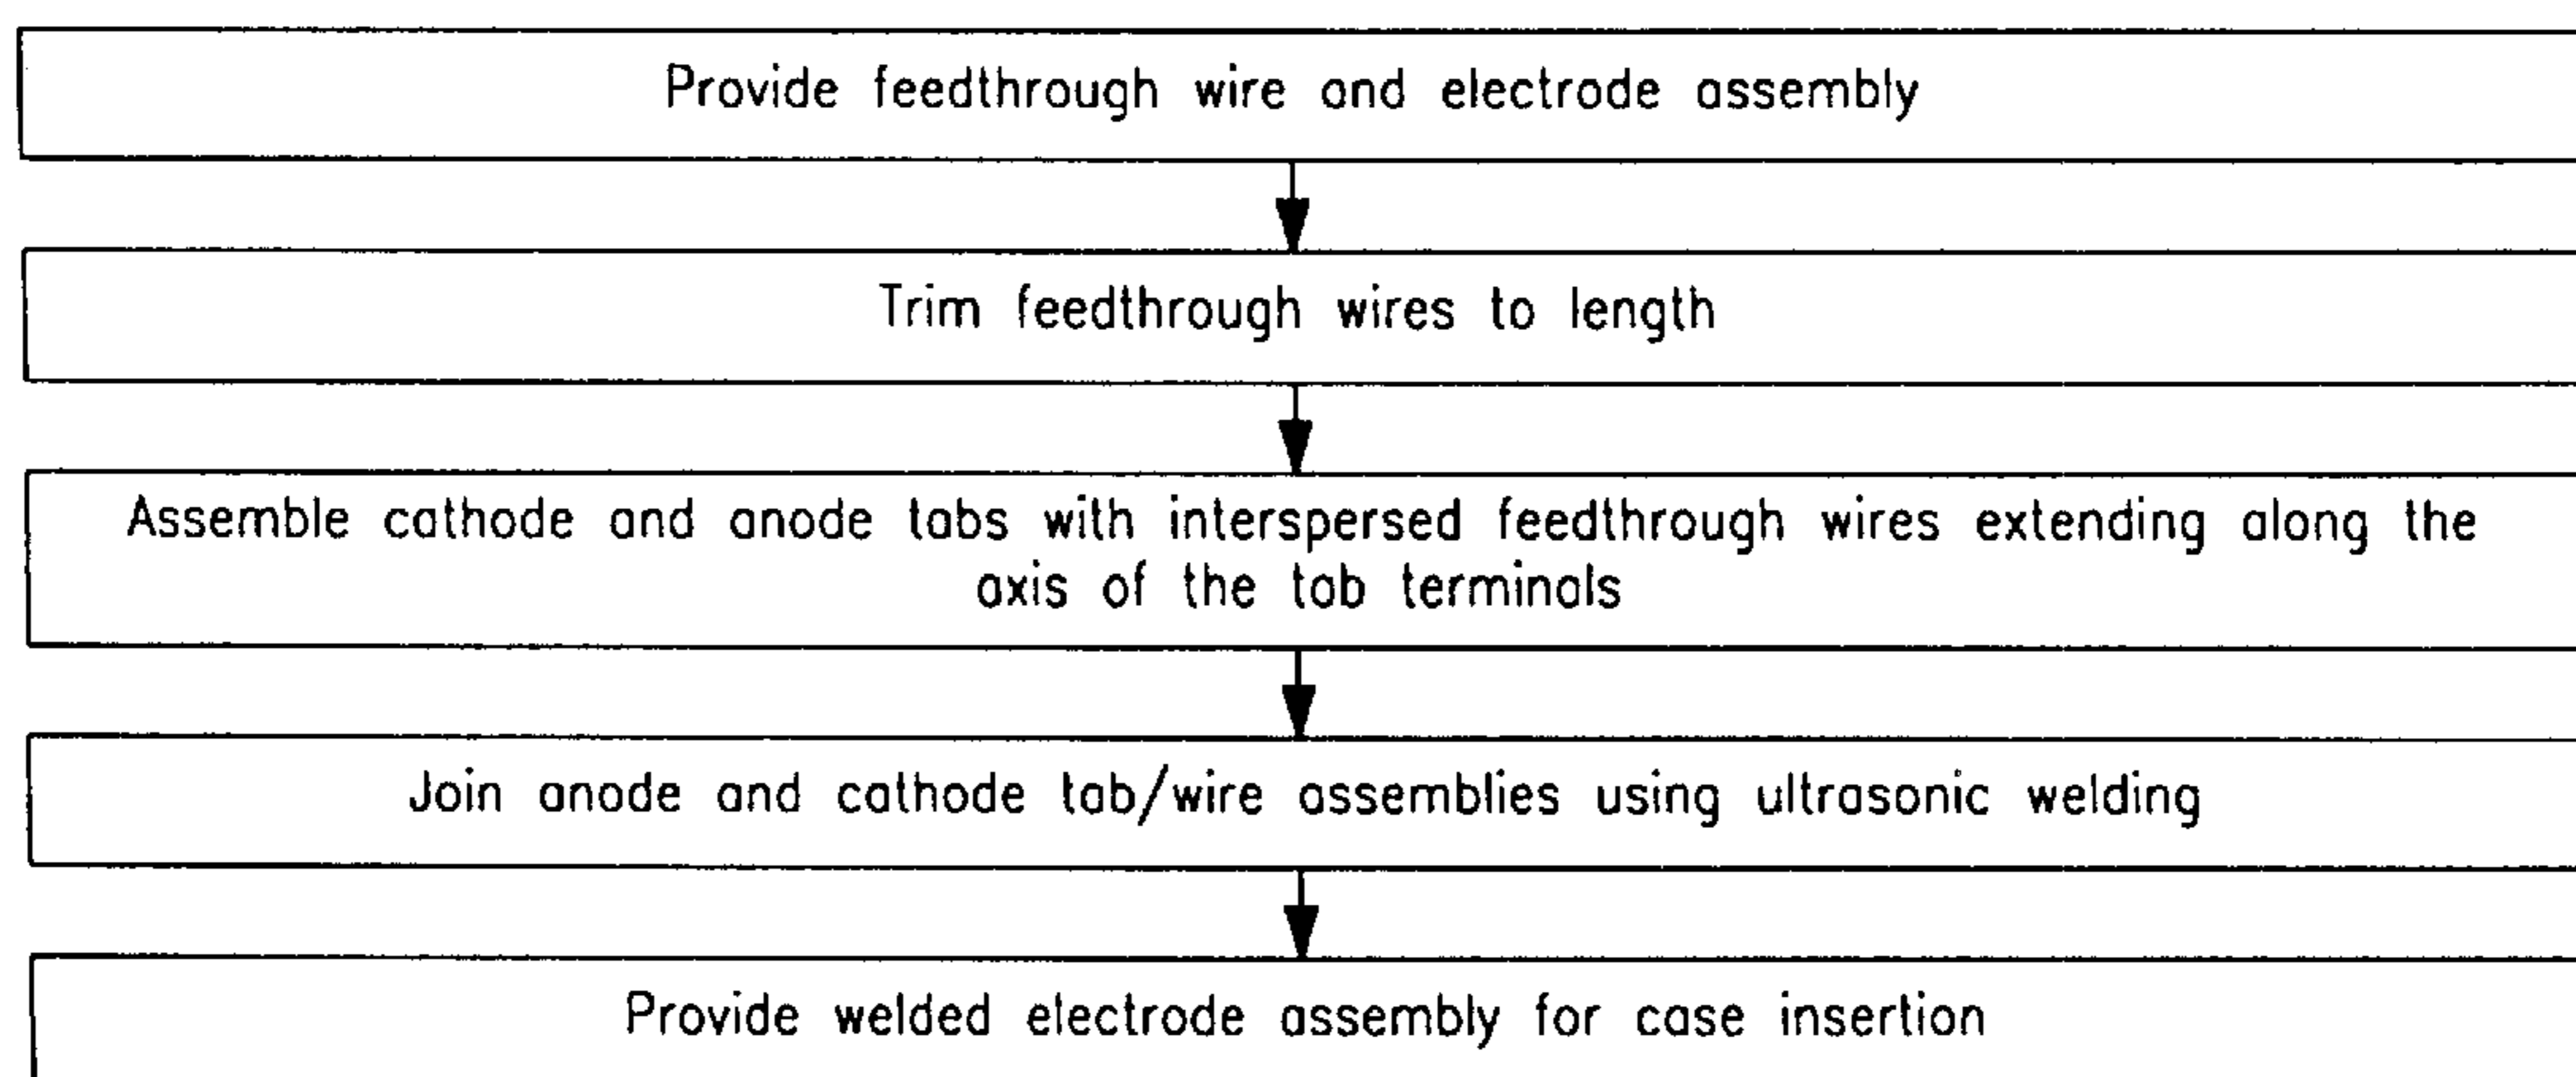 Provide feedthrough wire and electrode assembly
Trim feedthrough wires to length
Assemble cathode and anode tabs with interspersed feedthrough wires extending along the
axis of the tab terminals
Join anode and cathode tab/wire assemblies using ultrasonic welding
Provide welded electrode assembly for case insertion